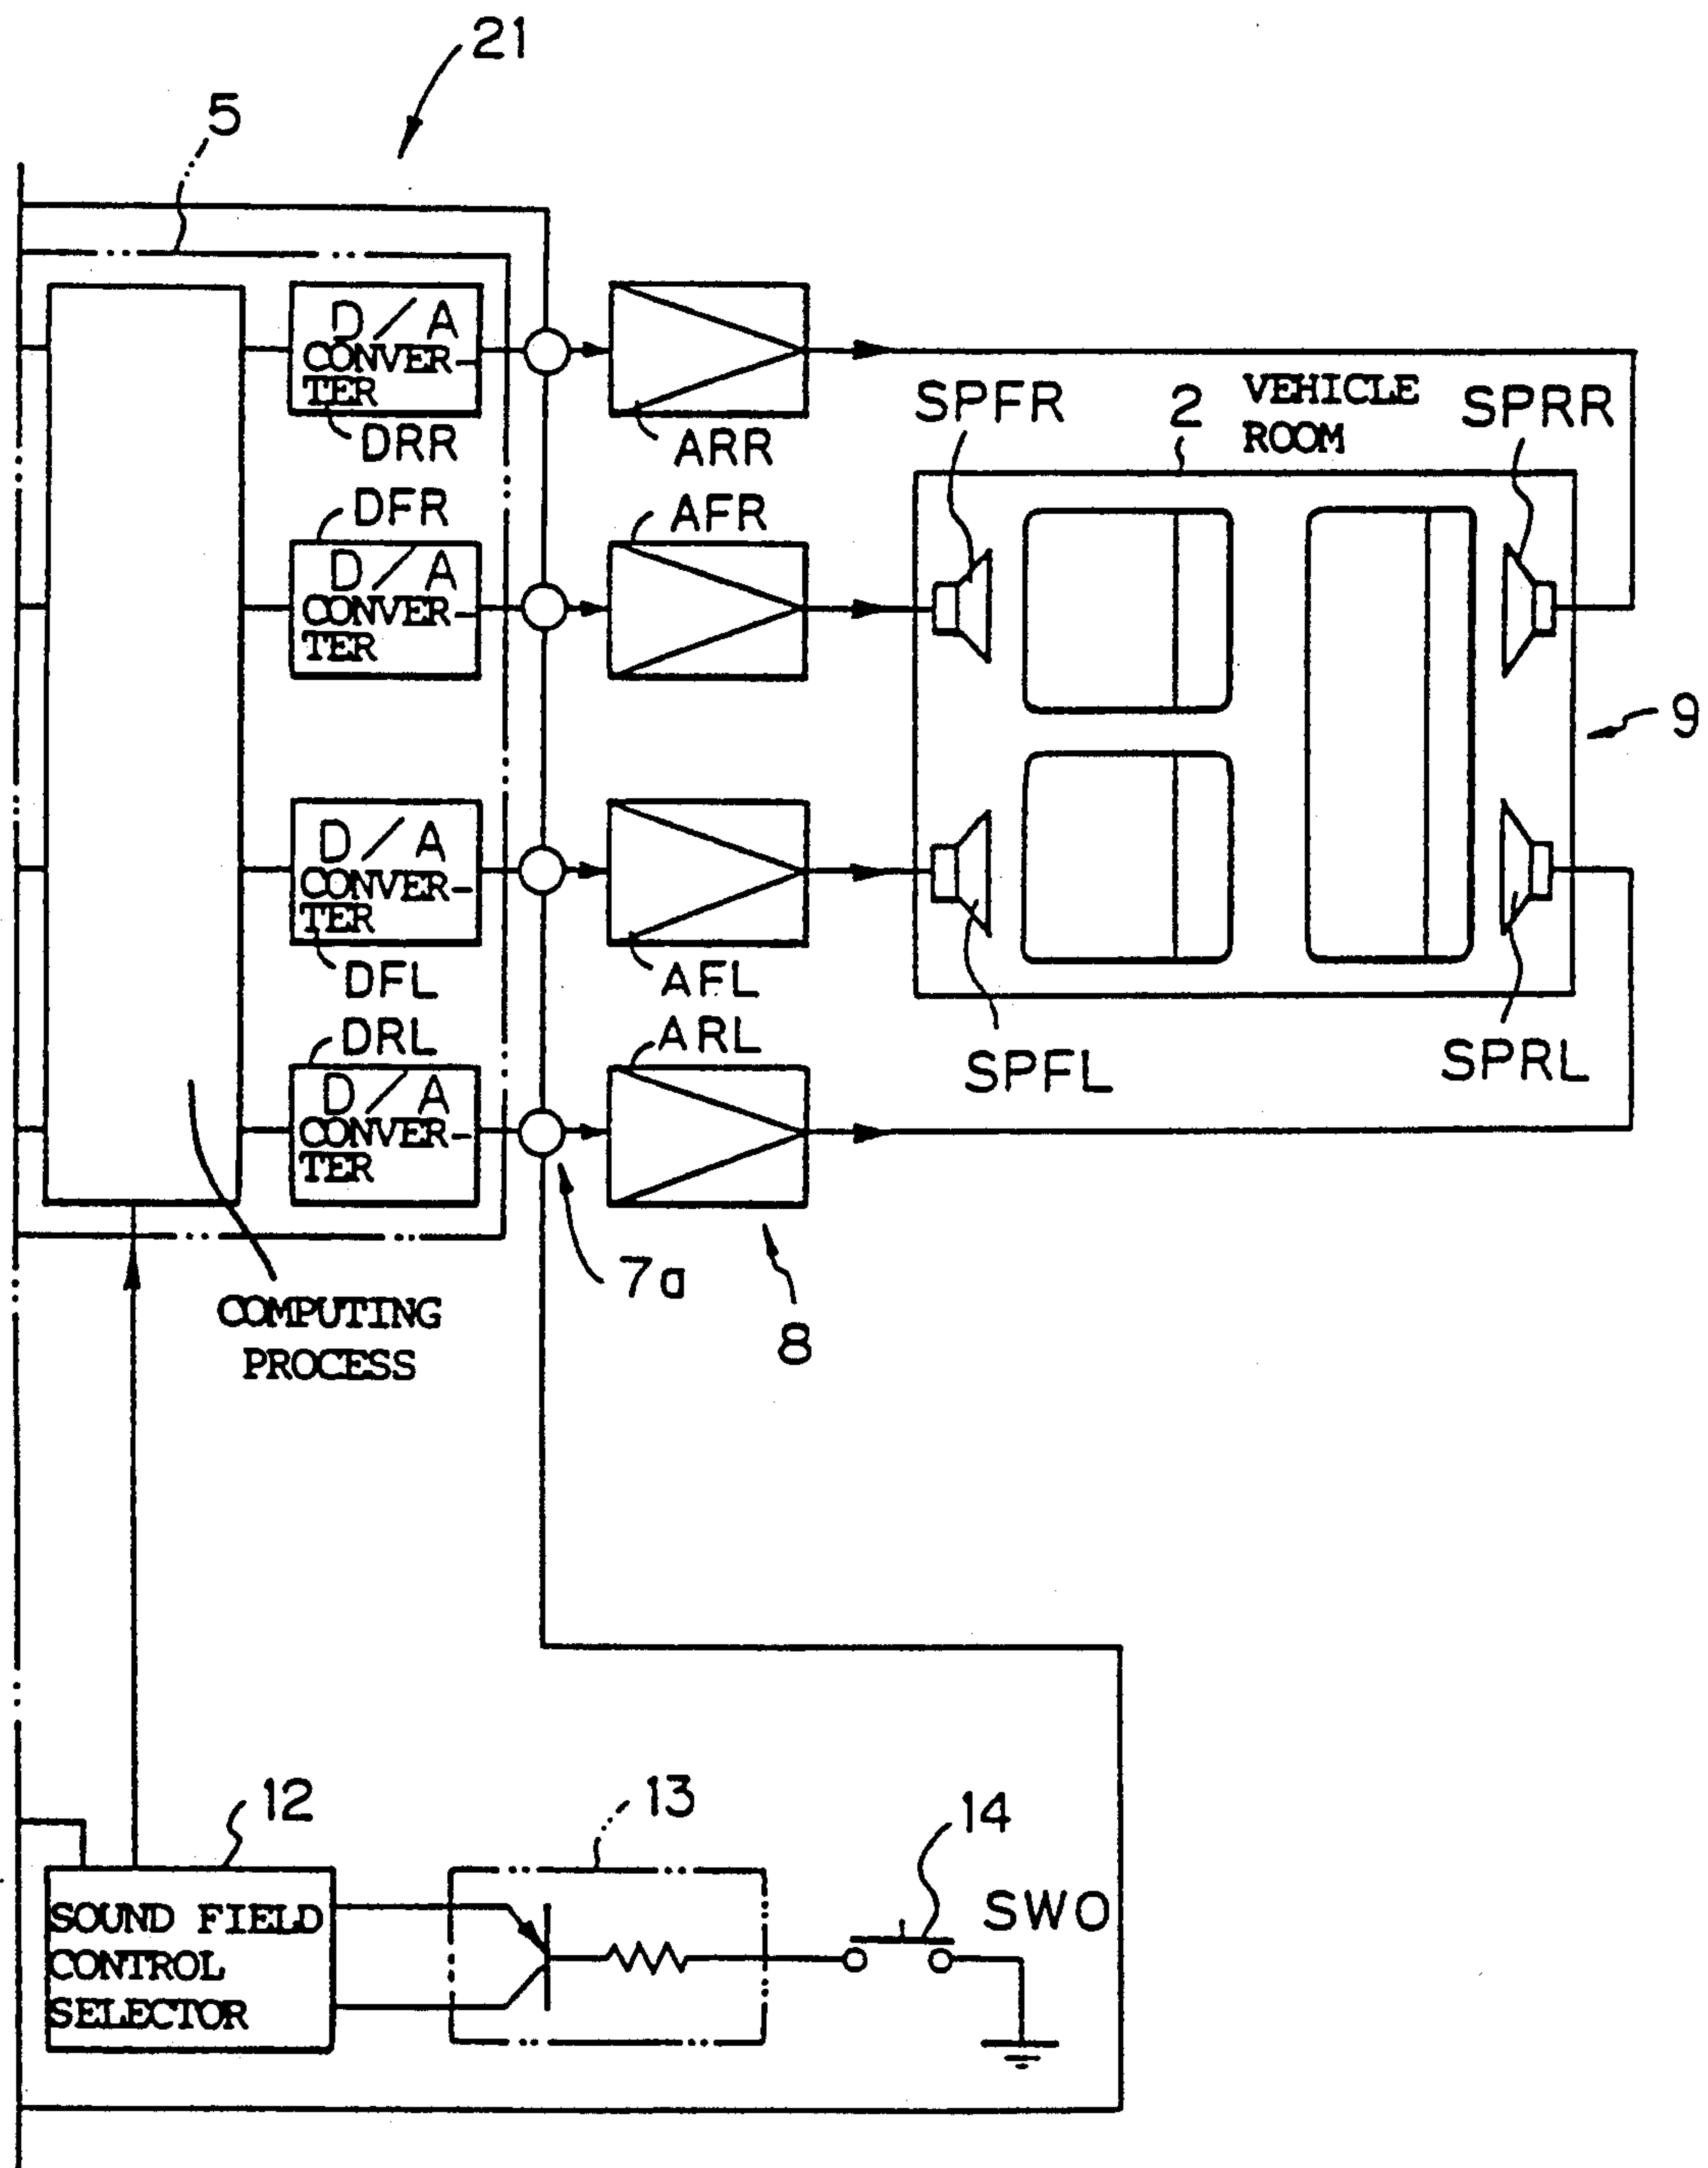 21
5
D/A
CONVER-
TER
DRR
ARR
SPFR
2
VEHICLE
ROOM
SPRR
DFR
D/A
CONVER-
TER
AFR
9
D/A
CONVER-
TER
DFL
AFL
SPFL
SPRL
DRL
D/A
CONVER-
TER
ARL
7a
8
COMPUTING
PROCESS
12
SOUND FIELD
CONTROL
SELECTOR
13
14
SWO